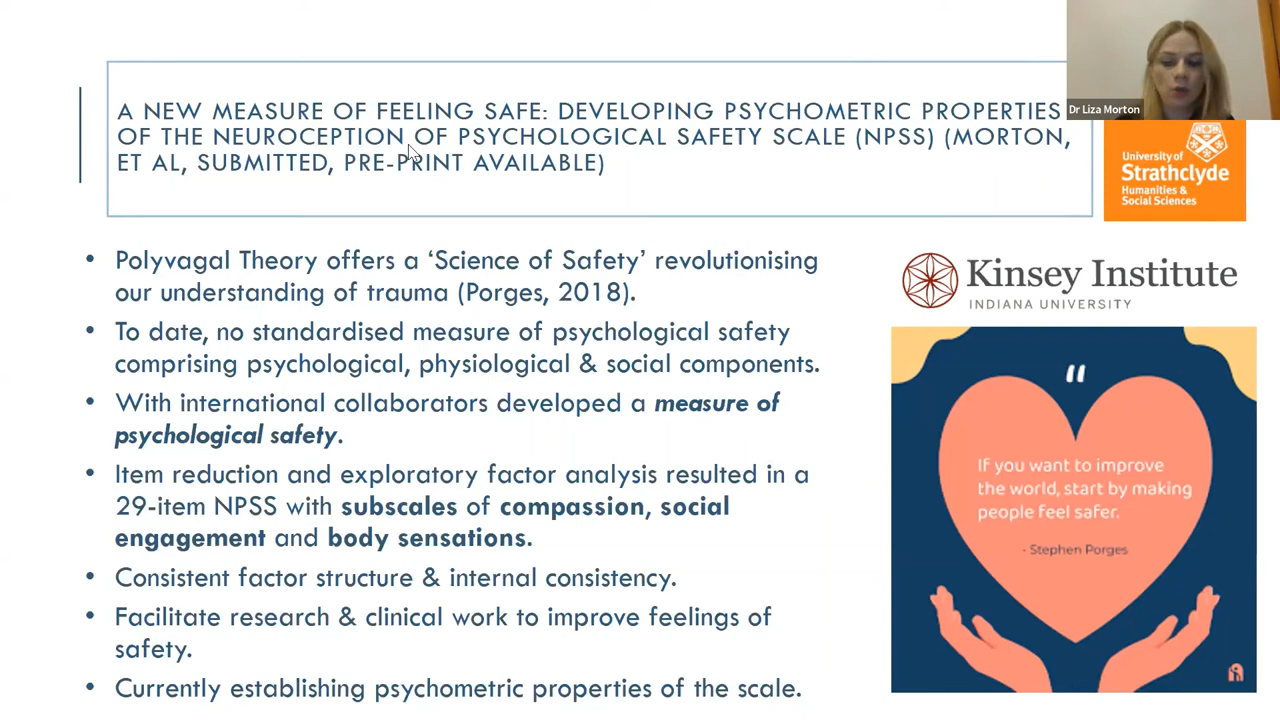 A NEW MEASURE OF FEELING SAFE: DEVELOPING PSYCHOMETRIC PROPERTIES
OF THE NEUROCEPTION OF PSYCHOLOGICAL SAFETY SCALE (NPSS) (MORTON,
ET AL, SUBMITTED, PRE-PRINT AVAILABLE)
Dr Liza Morton
University of
Strathclyde
Humanities &
Social Sciences
• Polyvagal Theory offers a ‘Science of Safety’ revolutionising
our understanding of trauma (Porges, 2018).
• To date, no standardised measure of psychological safety
comprising psychological, physiological & social components.
• With international collaborators developed a measure of
psychological safety.
• Item reduction and exploratory factor analysis resulted in a
29-item NPSS with subscales of compassion, social
engagement and body sensations.
• Consistent factor structure & internal consistency.
• Facilitate research & clinical work to improve feelings of
safety.
• Currently establishing psychometric properties of the scale.
Kinsey Institute
INDIANA UNIVERSITY
“
If you want to improve
the world, start by making
people feel safer.
- Stephen Porges